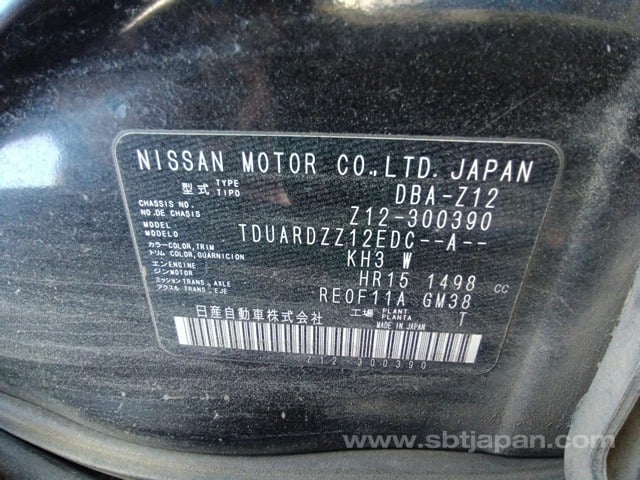 NISSAN MOTOR CO.,LTD. JAPAN
型式 TYPE TIPO DBA-Z12
CHASSIS NO. NO.DE CHASIS Z12-300390
MODEL MODELO TDUARDZZ12EDC--A--
カラー COLOR, TRIM トリム COLOR, GUARNICION KH3 W
エンジン ENGINE MOTOR HR15 1498 cc
ミッション TRANS., AXLE アクスル TRANS., EJE RE0F11A GM38
日産自動車株式会社 工場 PLANT PLANTA T
MADE IN JAPAN
Z12-300390
www.sbtjapan.com